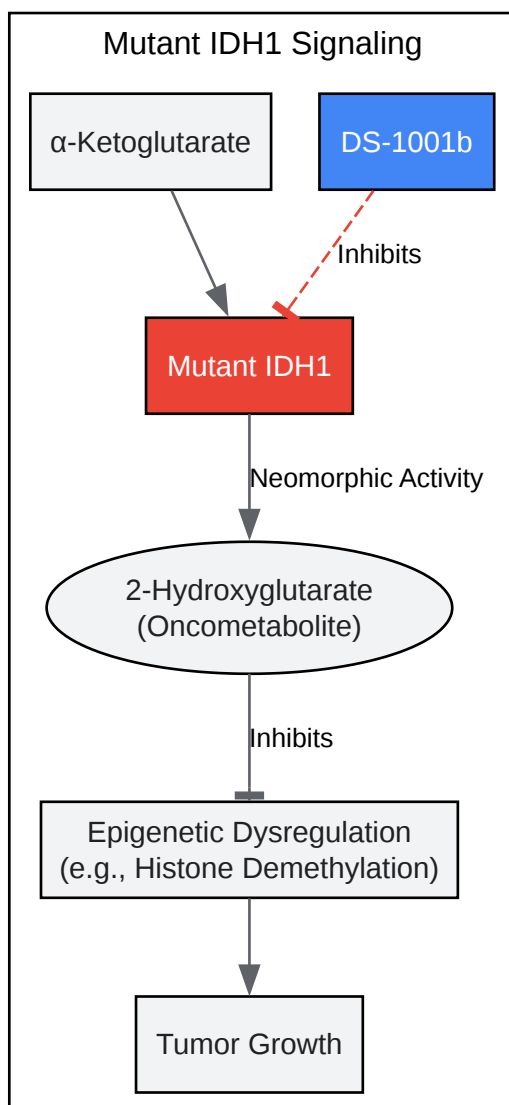 Mutant IDH1 Signaling
α-Ketoglutarate
DS-1001b
Inhibits
Mutant IDH1
Neomorphic Activity
2-Hydroxyglutarate
(Oncometabolite)
Inhibits
Epigenetic Dysregulation
(e.g., Histone Demethylation)
Tumor Growth